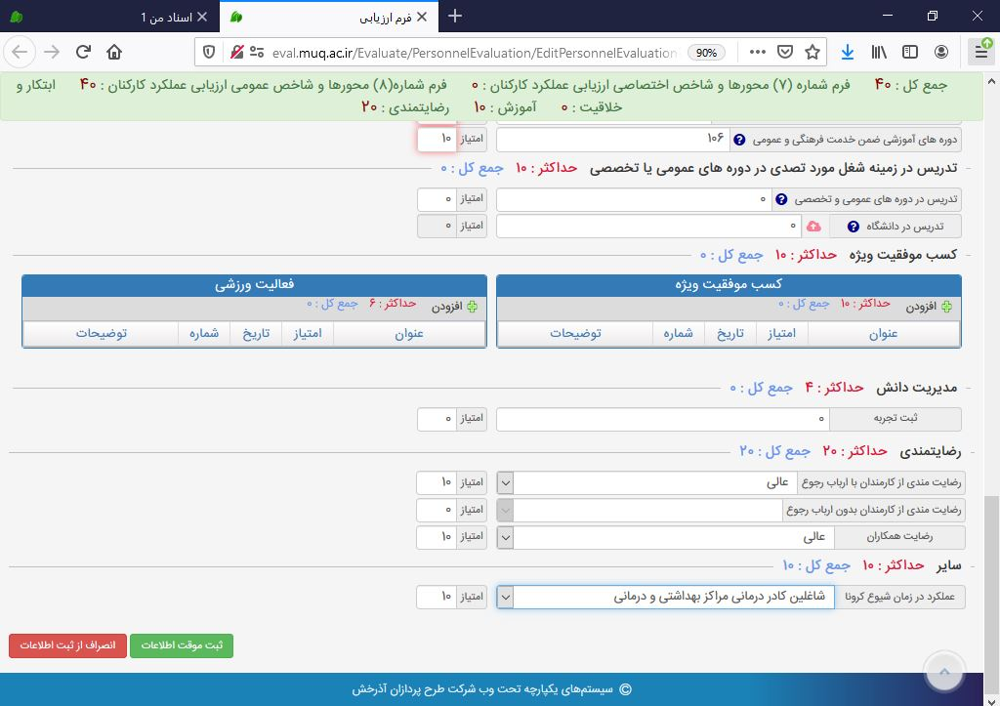 اسناد من 1
فرم ارزیابی
eval.muq.ac.ir/Evaluate/PersonnelEvaluation/EditPersonnelEvaluation
90%
جمع کل : ۴۰ فرم شماره (۷) محورها و شاخص اختصاصی ارزیابی عملکرد کارکنان : ۰ فرم شماره(۸) محورها و شاخص عمومی ارزیابی عملکرد کارکنان : ۴۰ ابتکار و
خلاقیت : ۰ آموزش : ۱۰ رضایتمندی : ۲۰
دوره های آموزشی ضمن خدمت فرهنگی و عمومی ۱۰۶ امتیاز ۱۰
تدریس در زمینه شغل مورد تصدی در دوره های عمومی یا تخصصی حداکثر : ۱۰ جمع کل : ۰
تدریس در دوره های عمومی و تخصصی ۰ امتیاز ۰
تدریس در دانشگاه ۰ امتیاز ۰
کسب موفقیت ویژه حداکثر : ۱۰ جمع کل : ۰
کسب موفقیت ویژه فعالیت ورزشی
افزودن حداکثر : ۱۰ جمع کل : ۰ افزودن حداکثر : ۶ جمع کل : ۰
عنوان امتیاز تاریخ شماره توضیحات عنوان امتیاز تاریخ شماره توضیحات
مدیریت دانش حداکثر : ۴ جمع کل : ۰
ثبت تجربه ۰ امتیاز ۰
رضایتمندی حداکثر : ۲۰ جمع کل : ۲۰
رضایت مندی از کارمندان با ارباب رجوع عالی امتیاز ۱۰
رضایت مندی از کارمندان بدون ارباب رجوع امتیاز ۰
رضایت همکاران عالی امتیاز ۱۰
سایر حداکثر : ۱۰ جمع کل : ۱۰
عملکرد در زمان شیوع کرونا شاغلین کادر درمانی مراکز بهداشتی و درمانی امتیاز ۱۰
ثبت موقت اطلاعات انصراف از ثبت اطلاعات
© سیستم‌های یکپارچه تحت وب شرکت طرح پردازان آذرخش